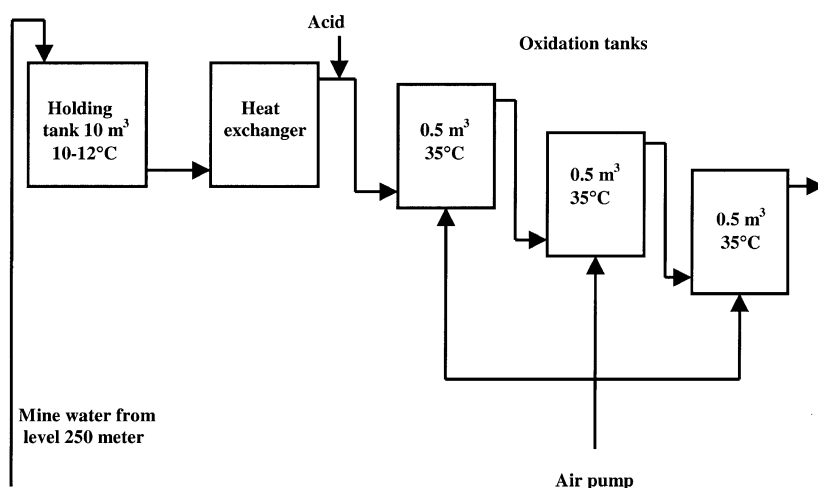 Acid
Oxidation tanks
Holding
tank 10 m³
10-12°C
Heat
exchanger
0.5 m³
35°C
0.5 m³
35°C
0.5 m³
35°C
Mine water from
level 250 meter
Air pump